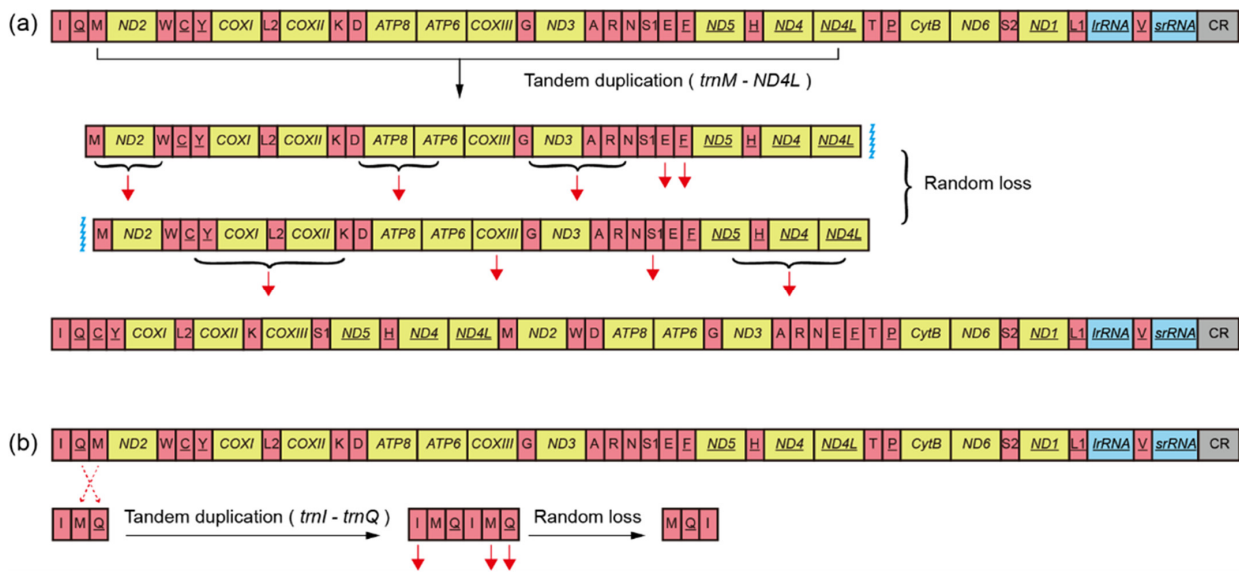 (a) I Q M ND2 W C Y COXI L2 COXII K D ATP8 ATP6 COXIII G ND3 A R N S1 E F ND5 H ND4 ND4L T P CytB ND6 S2 ND1 L1 lrRNA V srRNA CR
Tandem duplication ( trnM - ND4L )
M ND2 W C Y COXI L2 COXII K D ATP8 ATP6 COXIII G ND3 A R N S1 E F ND5 H ND4 ND4L
Random loss
M ND2 W C Y COXI L2 COXII K D ATP8 ATP6 COXIII G ND3 A R N S1 E F ND5 H ND4 ND4L
I Q C Y COXI L2 COXII K COXIII S1 ND5 H ND4 ND4L M ND2 W D ATP8 ATP6 G ND3 A R N E F T P CytB ND6 S2 ND1 L1 lrRNA V srRNA CR
(b) I Q M ND2 W C Y COXI L2 COXII K D ATP8 ATP6 COXIII G ND3 A R N S1 E F ND5 H ND4 ND4L T P CytB ND6 S2 ND1 L1 lrRNA V srRNA CR
I M Q Tandem duplication ( trnI - trnQ ) I M Q I M Q Random loss M Q I